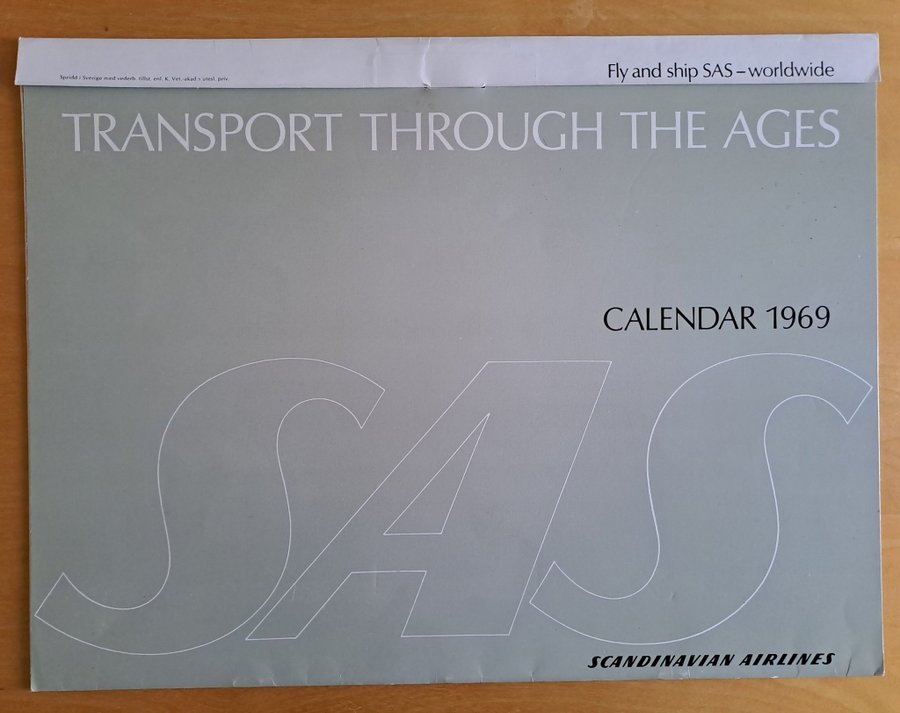 Spridd i Sverige med vederb. tillst. enl. K. Vet.-akad:s utesl. priv.
Fly and ship SAS – worldwide
TRANSPORT THROUGH THE AGES
CALENDAR 1969
SAS
SCANDINAVIAN AIRLINES